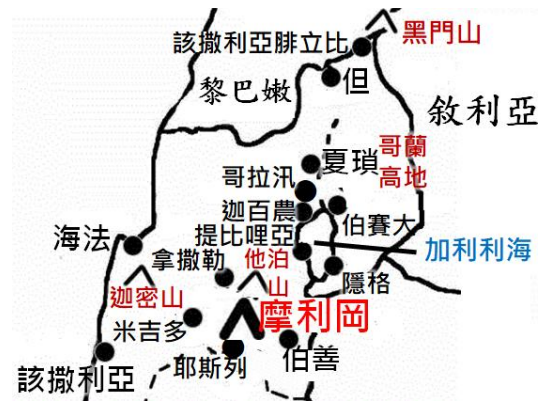 黑門山
該撒利亞腓立比
但
黎巴嫩
敘利亞
夏瑣
哥蘭
高地
哥拉汛
迦百農
伯賽大
提比哩亞
海法
加利利海
拿撒勒
他泊
山
隱格
迦密山
摩利岡
米吉多
伯善
耶斯列
該撒利亞